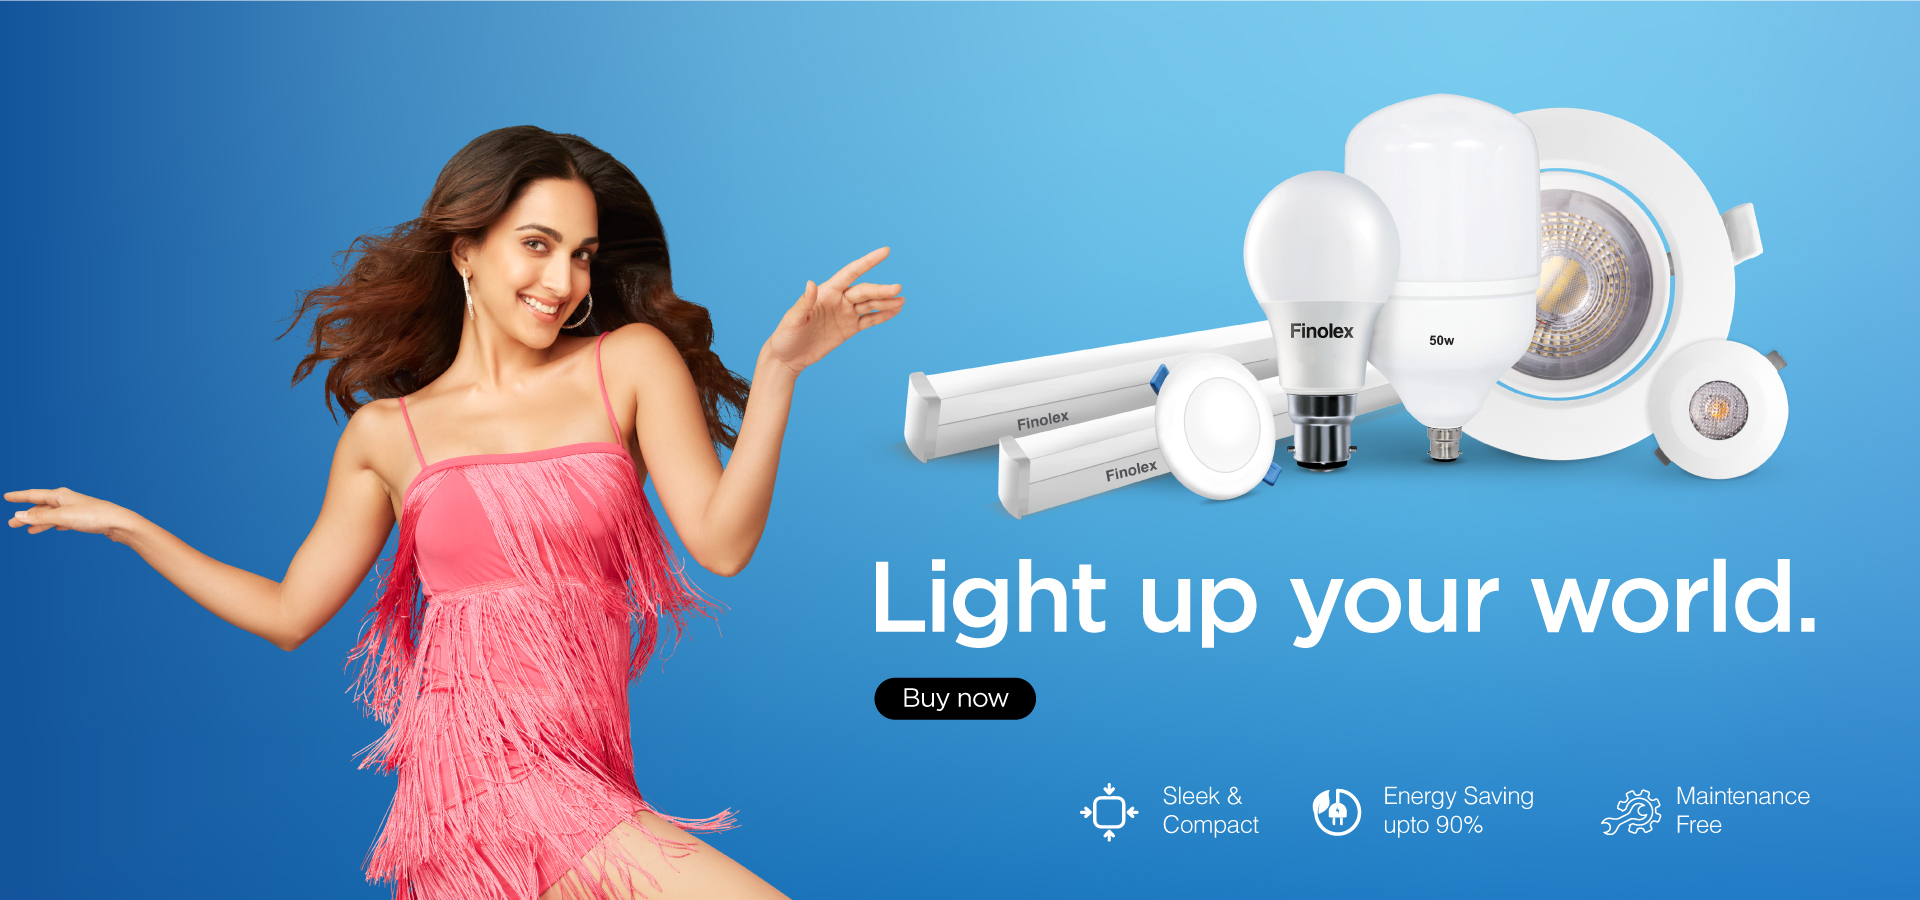 Finolex
50w
Finolex
Finolex
Light up your world.
Buy now
Sleek &
Compact
Energy Saving
upto 90%
Maintenance
Free